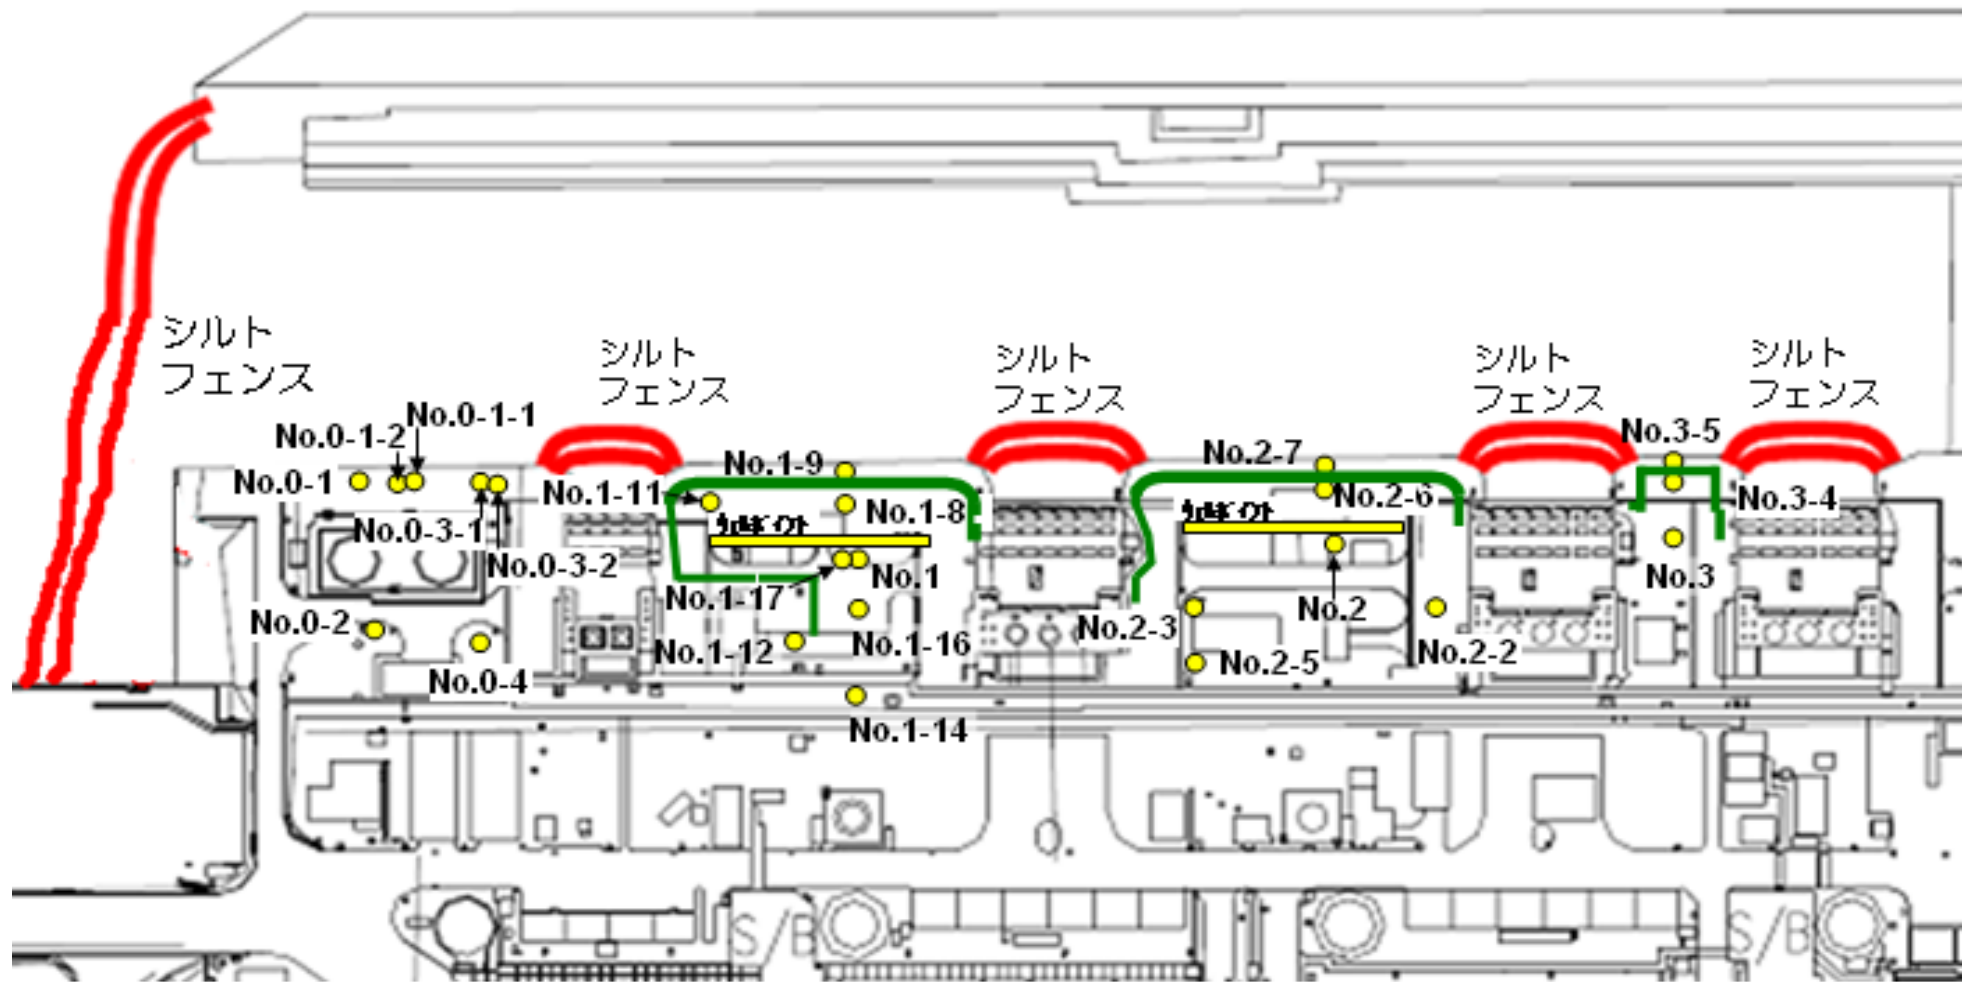 シルト
フェンス
シルト
フェンス
シルト
フェンス
シルト
フェンス
シルト
フェンス
No.0-1-1
No.0-1-2
No.0-1
No.0-3-1
No.0-3-2
No.0-2
No.0-4
No.1-9
No.1-11
No.1-8
No.1
No.1-17
No.1-16
No.1-12
No.1-14
No.2-7
No.2-6
No.2-3
No.2
No.2-5
No.2-2
No.3-5
No.3-4
No.3
S/B
S/B